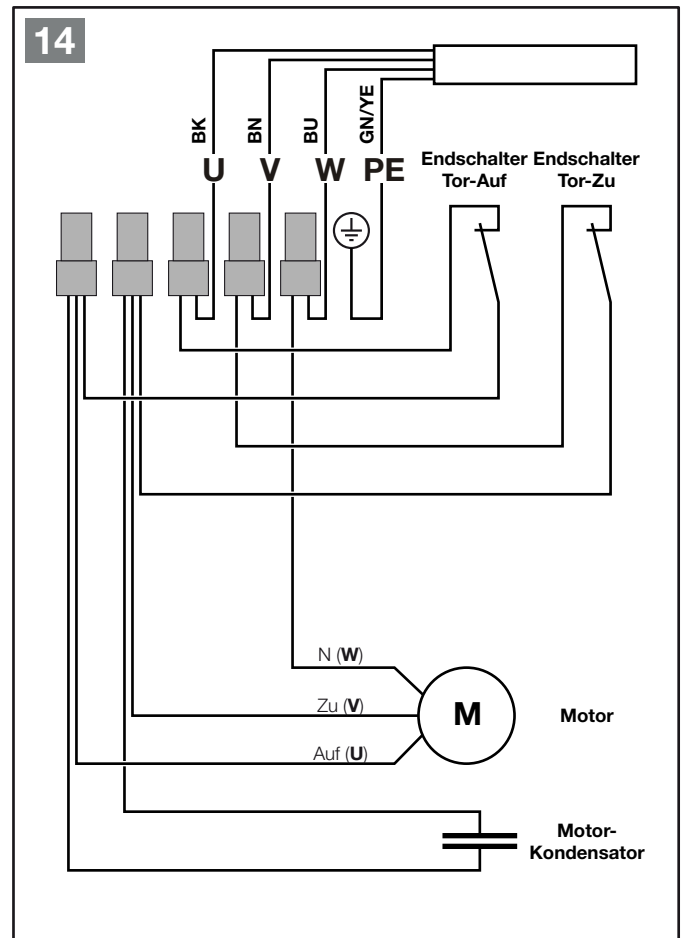 14
BK
BN
BU
GN/YE
U
V
W
PE
Endschalter
Tor-Auf
Endschalter
Tor-Zu
N (W)
Zu (V)
Auf (U)
M
Motor
Motor-
Kondensator